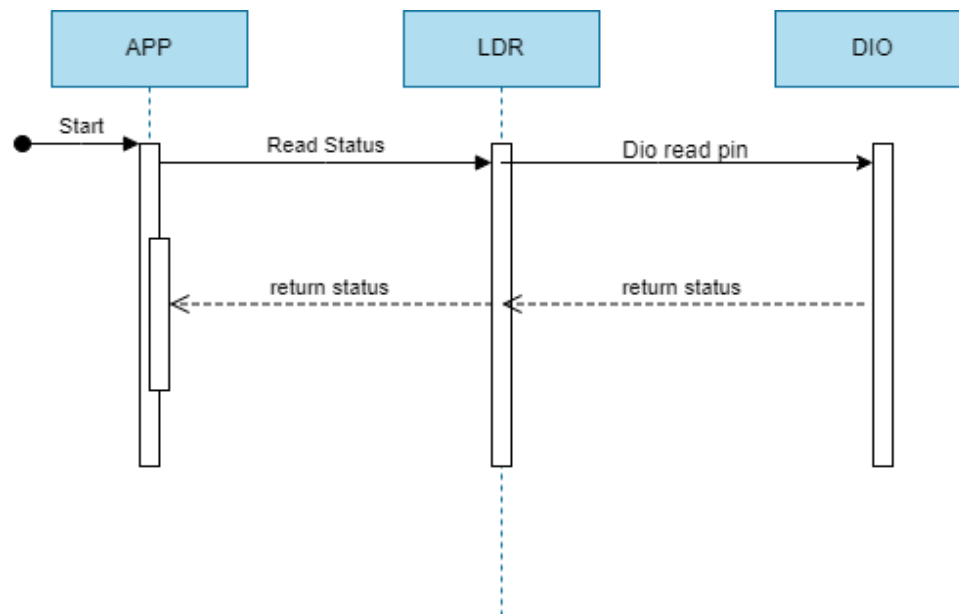 APP
LDR
DIO
Start
Read Status
Dio read pin
return status
return status